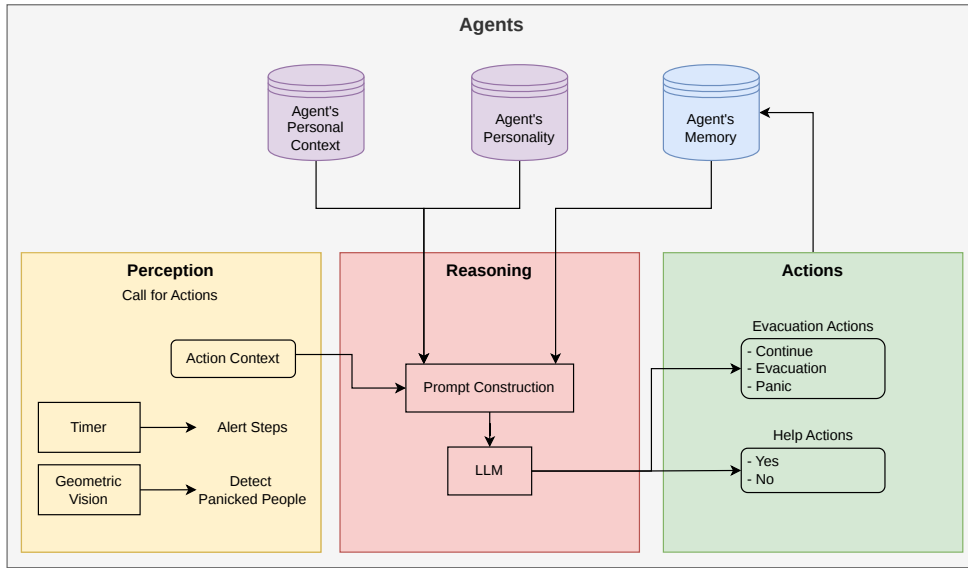 Agents
Agent's
Personal
Context
Agent's
Personality
Agent's
Memory
Perception
Call for Actions
Action Context
Timer
Alert Steps
Geometric
Vision
Detect
Panicked People
Reasoning
Prompt Construction
LLM
Actions
Evacuation Actions
- Continue
- Evacuation
- Panic
Help Actions
- Yes
- No